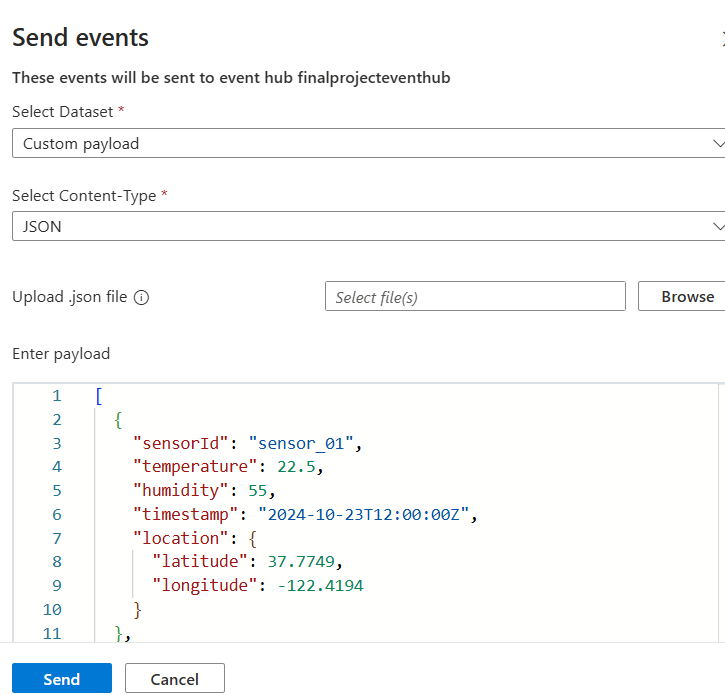 Send events
These events will be sent to event hub finalprojecteventhub
Select Dataset *
Custom payload
Select Content-Type *
JSON
Upload .json file
Select file(s)
Browse
Enter payload
1 [
2 {
3 "sensorId": "sensor_01",
4 "temperature": 22.5,
5 "humidity": 55,
6 "timestamp": "2024-10-23T12:00:00Z",
7 "location": {
8 "latitude": 37.7749,
9 "longitude": -122.4194
10 }
11 },
Send
Cancel